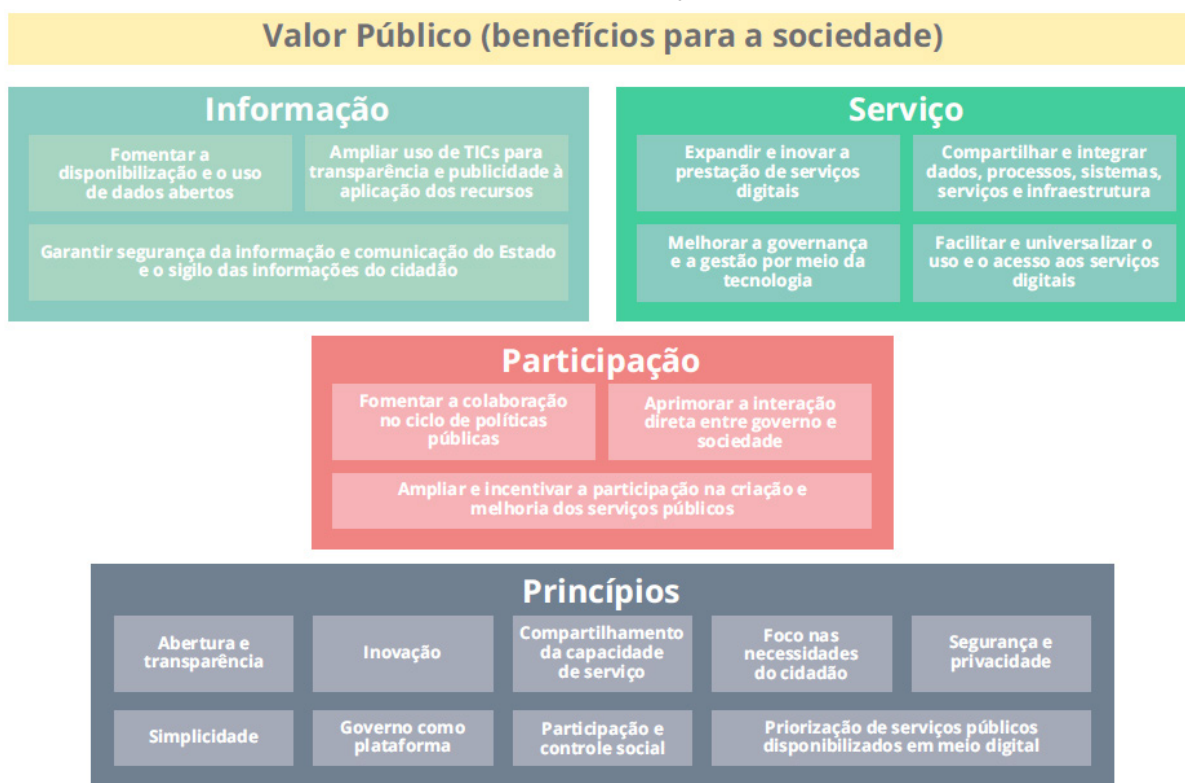 Valor Público (benefícios para a sociedade)
Informação
Fomentar a
disponibilização e o uso
de dados abertos
Ampliar uso de TICs para
transparência e publicidade à
aplicação dos recursos
Garantir segurança da informação e comunicação do Estado
e o sigilo das informações do cidadão
Serviço
Expandir e inovar a
prestação de serviços
digitais
Compartilhar e integrar
dados, processos, sistemas,
serviços e infraestrutura
Melhorar a governança
e a gestão por meio da
tecnologia
Facilitar e universalizar o
uso e o acesso aos serviços
digitais
Participação
Fomentar a colaboração
no ciclo de políticas
públicas
Aprimorar a interação
direta entre governo e
sociedade
Ampliar e incentivar a participação na criação e
melhoria dos serviços públicos
Princípios
Abertura e
transparência
Inovação
Compartilhamento
da capacidade
de serviço
Foco nas
necessidades
do cidadão
Segurança e
privacidade
Simplicidade
Governo como
plataforma
Participação e
controle social
Priorização de serviços públicos
disponibilizados em meio digital